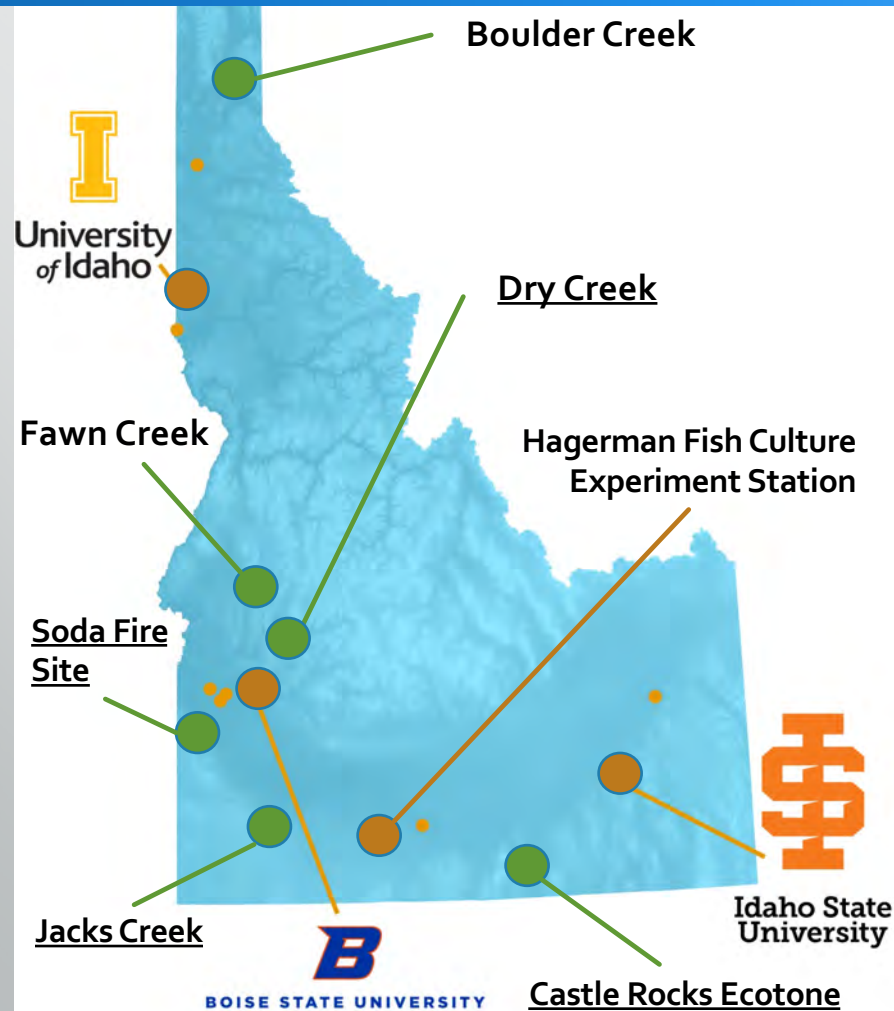 Boulder Creek
I
University
of Idaho
Dry Creek
Fawn Creek
Hagerman Fish Culture
Experiment Station
Soda Fire
Site
IS
Idaho State
University
Jacks Creek
B
BOISE STATE UNIVERSITY
Castle Rocks Ecotone